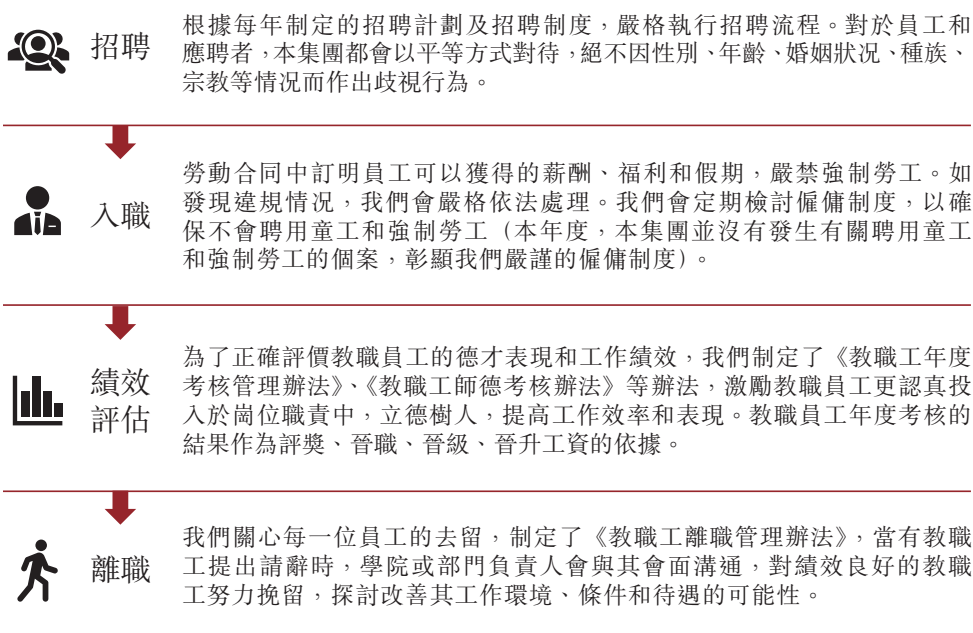 招聘
根據每年制定的招聘計劃及招聘制度，嚴格執行招聘流程。對於員工和
應聘者，本集團都會以平等方式對待，絕不因性別、年齡、婚姻狀況、種族、
宗教等情況而作出歧視行為。
入職
勞動合同中訂明員工可以獲得的薪酬、福利和假期，嚴禁強制勞工。如
發現違規情況，我們會嚴格依法處理。我們會定期檢討僱傭制度，以確
保不會聘用童工和強制勞工（本年度，本集團並沒有發生有關聘用童工
和強制勞工的個案，彰顯我們嚴謹的僱傭制度）。
績效
評估
為了正確評價教職員工的德才表現和工作績效，我們制定了《教職工年度
考核管理辦法》、《教職工師德考核辦法》等辦法，激勵教職員工更認真投
入於崗位職責中，立德樹人，提高工作效率和表現。教職員工年度考核的
結果作為評獎、晉職、晉級、晉升工資的依據。
離職
我們關心每一位員工的去留，制定了《教職工離職管理辦法》，當有教職
工提出請辭時，學院或部門負責人會與其會面溝通，對績效良好的教職
工努力挽留，探討改善其工作環境、條件和待遇的可能性。